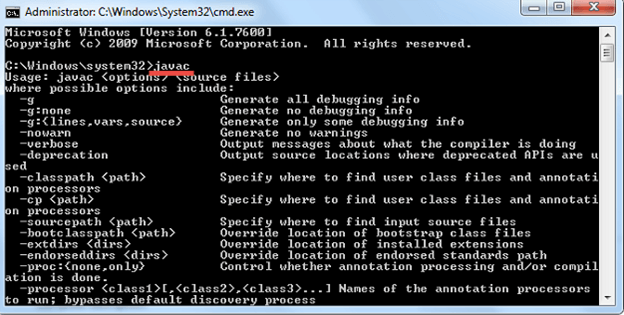 Administrator: C:\Windows\System32\cmd.exe
Microsoft Windows [Version 6.1.7600]
Copyright (c) 2009 Microsoft Corporation.  All rights reserved.
C:\Windows\system32>javac
Usage: javac <options> <source files>
where possible options include:
  -g                         Generate all debugging info
  -g:none                    Generate no debugging info
  -g:{lines,vars,source}     Generate only some debugging info
  -nowarn                    Generate no warnings
  -verbose                   Output messages about what the compiler is doing
  -deprecation               Output source locations where deprecated APIs are u
sed
  -classpath <path>          Specify where to find user class files and annotati
on processors
  -cp <path>                 Specify where to find user class files and annotati
on processors
  -sourcepath <path>         Specify where to find input source files
  -bootclasspath <path>      Override location of bootstrap class files
  -extdirs <dirs>            Override location of installed extensions
  -endorseddirs <dirs>       Override location of endorsed standards path
  -proc:{none,only}          Control whether annotation processing and/or compil
ation is done.
  -processor <class1>[,<class2>,<class3>...] Names of the annotation processors
to run; bypasses default discovery process